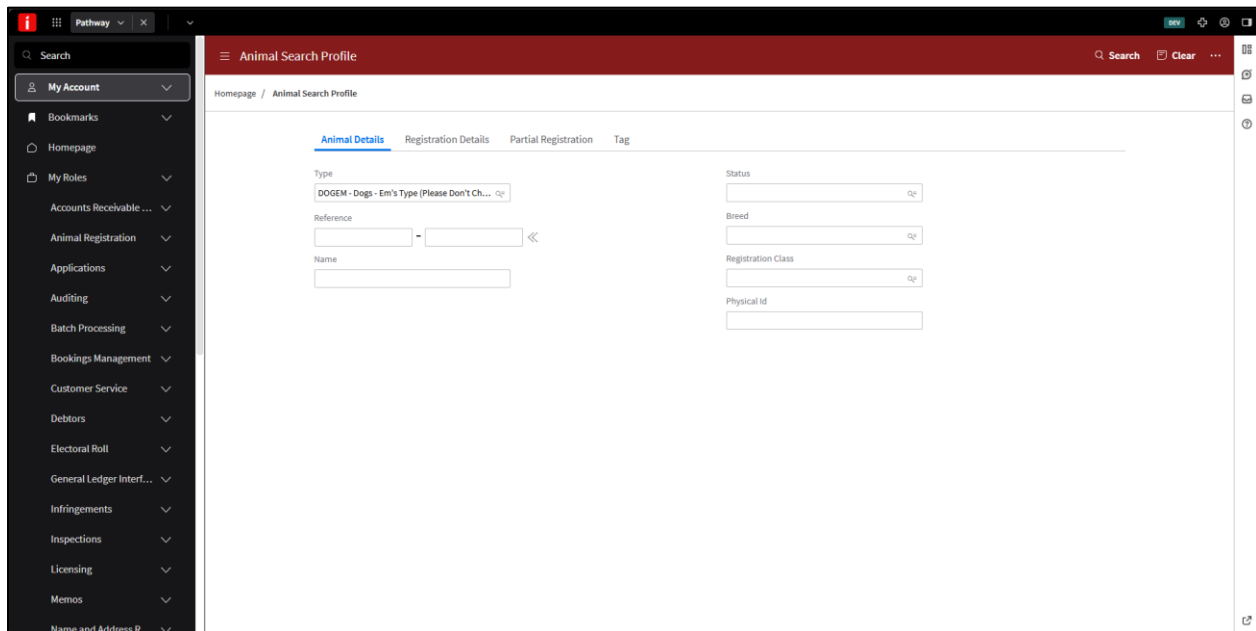 Pathway
DEV
Search
Animal Search Profile
Search
Clear
My Account
Homepage / Animal Search Profile
Bookmarks
Homepage
My Roles
Accounts Receivable ...
Animal Registration
Applications
Auditing
Batch Processing
Bookings Management
Customer Service
Debtors
Electoral Roll
General Ledger Interf...
Infringements
Inspections
Licensing
Memos
Name and Address R
Animal Details
Registration Details
Partial Registration
Tag
Type
DOGEM - Dogs - Em's Type (Please Don't Ch...
Reference
-
Name
Status
Breed
Registration Class
Physical Id